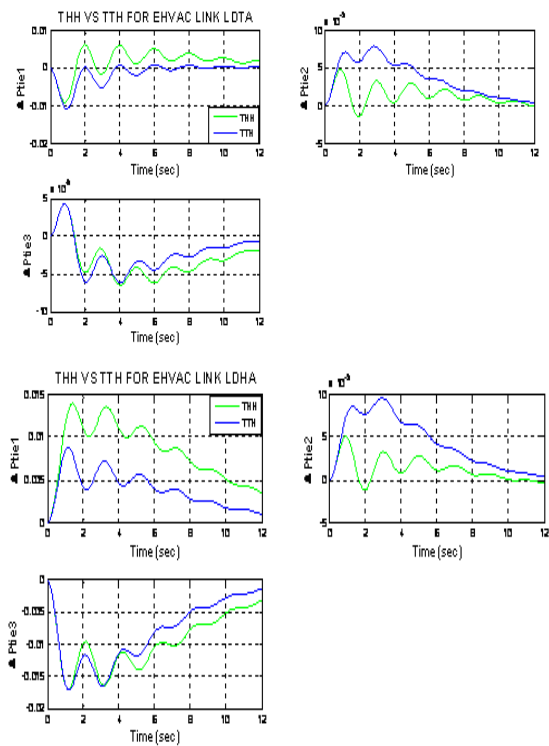 THH VS TTH FOR EHVAC LINK LDTA
0.01
0
-0.01
-0.02
▲ Ptie1
THH
TTH
0 2 4 6 8 10 12
Time(sec)
10
5
0
-5
▲ Ptie2
0 2 4 6 8 10 12
Time(sec)
5
0
-5
-10
▲ Ptie3
0 2 4 6 8 10 12
Time(sec)
THH VS TTH FOR EHVAC LINK LDHA
0.015
0.01
0.005
0
▲ Ptie1
THH
TTH
0 2 4 6 8 10 12
Time(sec)
10
5
0
-5
▲ Ptie2
0 2 4 6 8 10 12
Time(sec)
0
-0.005
-0.01
-0.015
-0.02
▲ Ptie3
0 2 4 6 8 10 12
Time(sec)